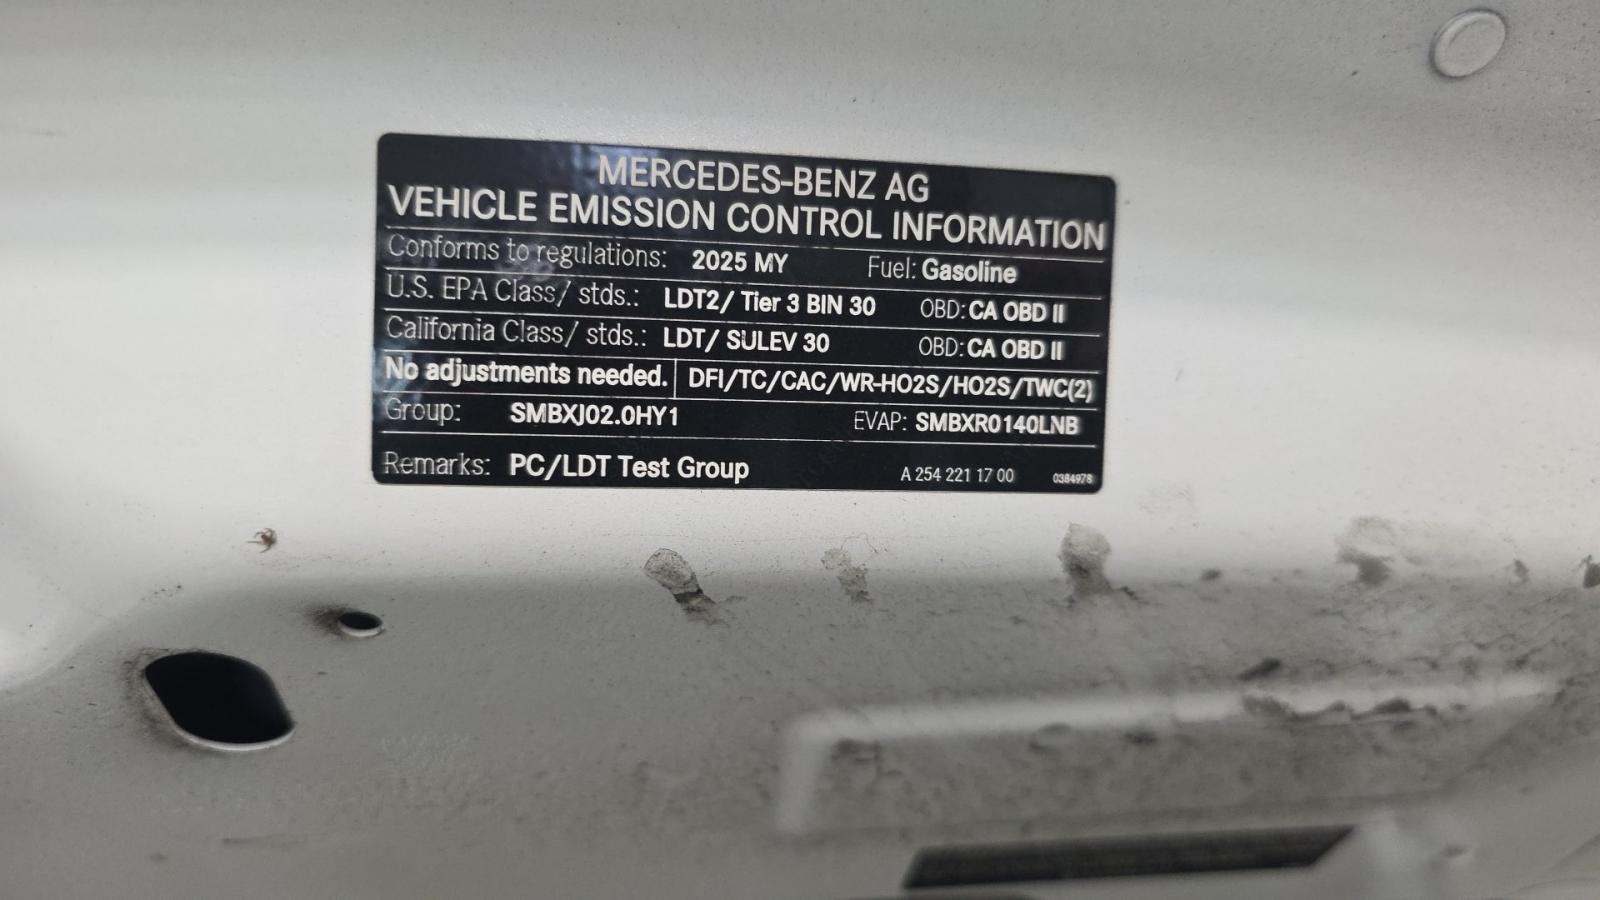 MERCEDES-BENZ AG
VEHICLE EMISSION CONTROL INFORMATION
Conforms to regulations: 2025 MY Fuel: Gasoline
U.S. EPA Class/ stds.: LDT2/ Tier 3 BIN 30 OBD: CA OBD II
California Class/ stds.: LDT/ SULEV 30 OBD: CA OBD II
No adjustments needed. DFI/TC/CAC/WR-HO2S/HO2S/TWC(2)
Group: SMBXJ02.0HY1 EVAP: SMBXR0140LNB
Remarks: PC/LDT Test Group A 254 221 17 00 0384978